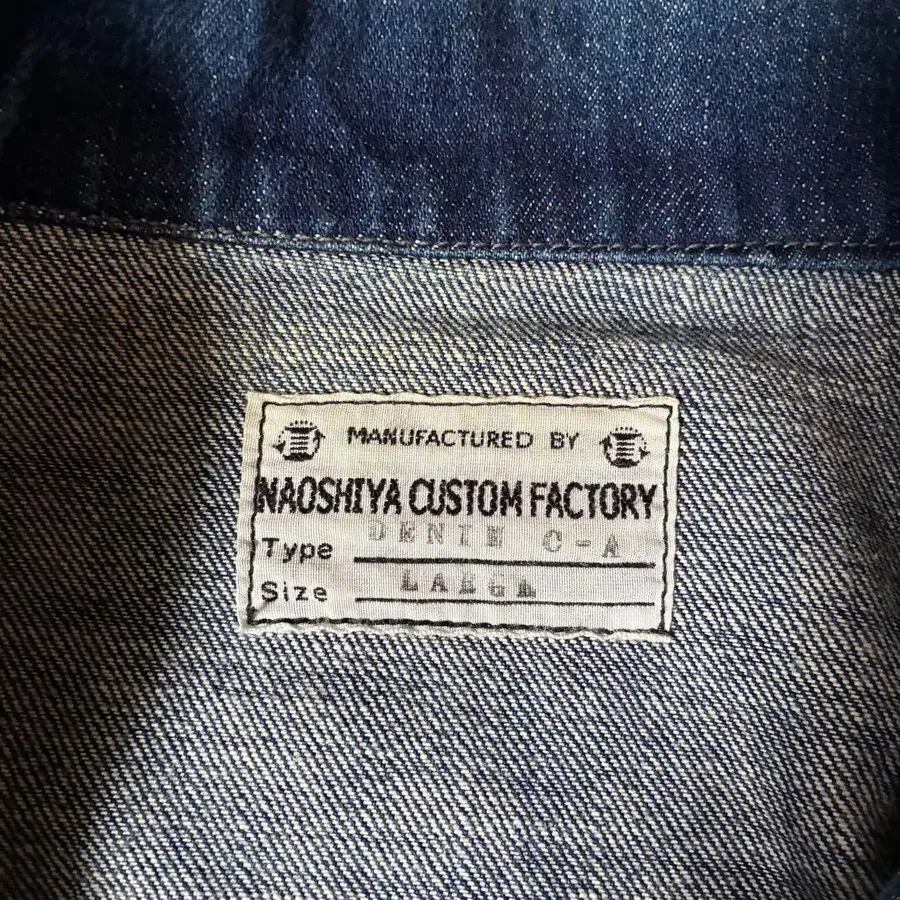 MANUFACTURED BY
NAOSHIYA CUSTOM FACTORY
Type DENIM C-A
Size LARGE